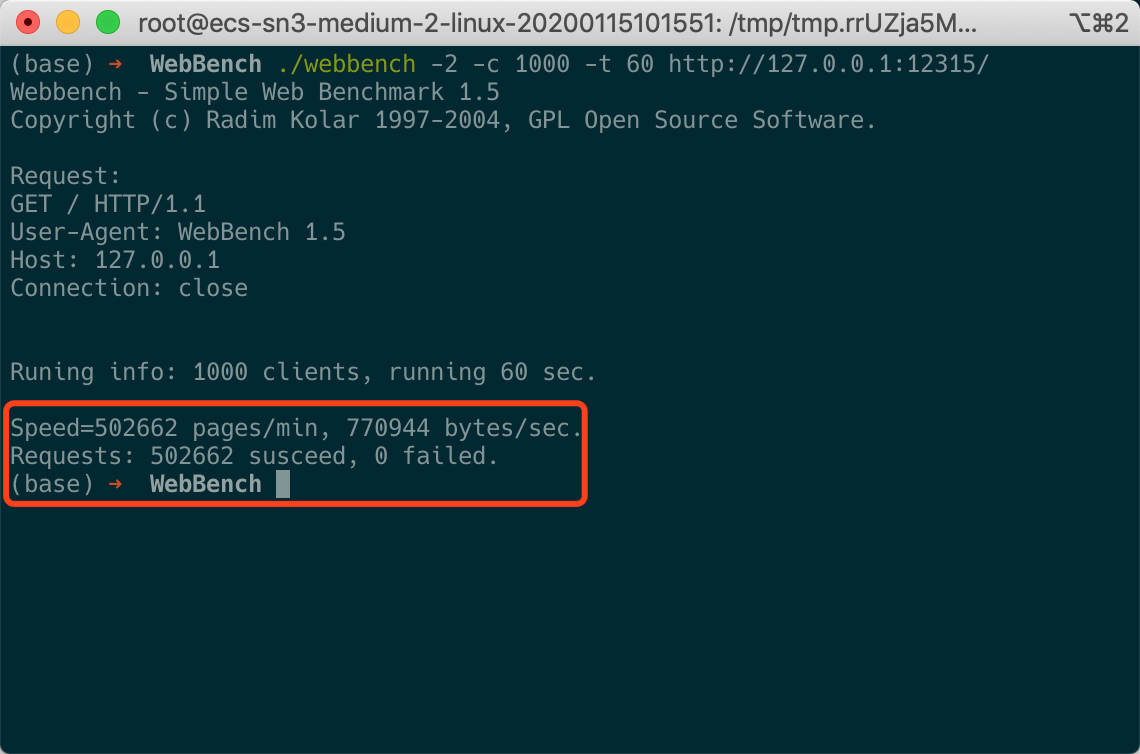 root@ecs-sn3-medium-2-linux-20200115101551: /tmp/tmp.rrUZja5M... ⌥⌘2
(base) ➜  WebBench ./webbench -2 -c 1000 -t 60 http://127.0.0.1:12315/
Webbench - Simple Web Benchmark 1.5
Copyright (c) Radim Kolar 1997-2004, GPL Open Source Software.
Request:
GET / HTTP/1.1
User-Agent: WebBench 1.5
Host: 127.0.0.1
Connection: close
Runing info: 1000 clients, running 60 sec.
Speed=502662 pages/min, 770944 bytes/sec.
Requests: 502662 susceed, 0 failed.
(base) ➜  WebBench